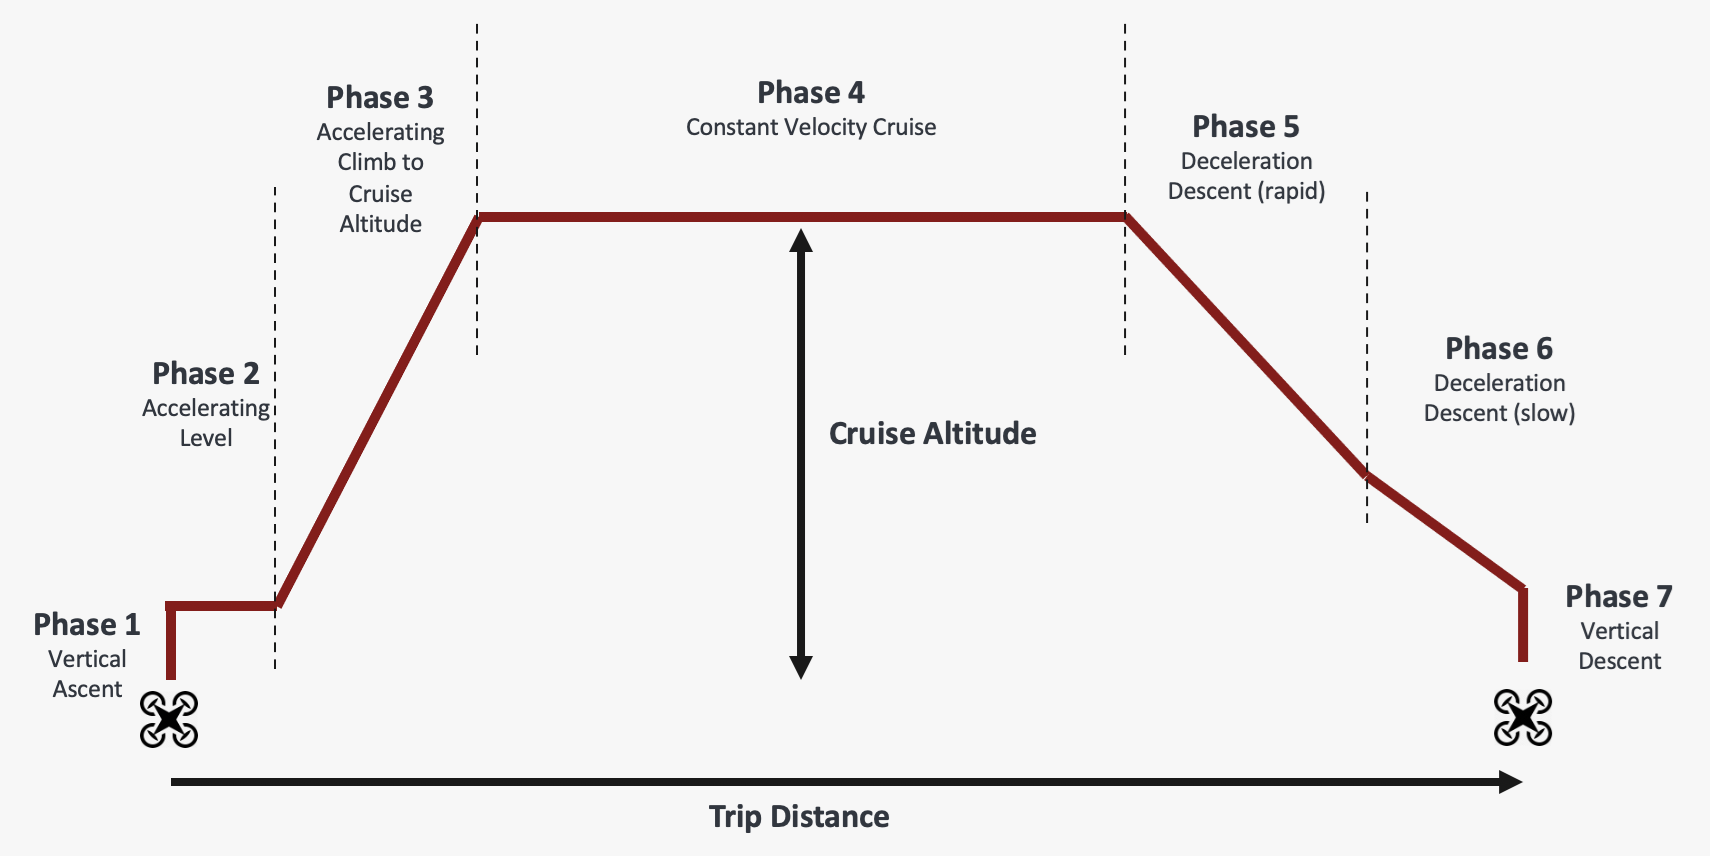 Phase 1
Vertical
Ascent
Phase 2
Accelerating
Level
Phase 3
Accelerating
Climb to
Cruise
Altitude
Phase 4
Constant Velocity Cruise
Phase 5
Deceleration
Descent (rapid)
Phase 6
Deceleration
Descent (slow)
Phase 7
Vertical
Descent
Cruise Altitude
Trip Distance